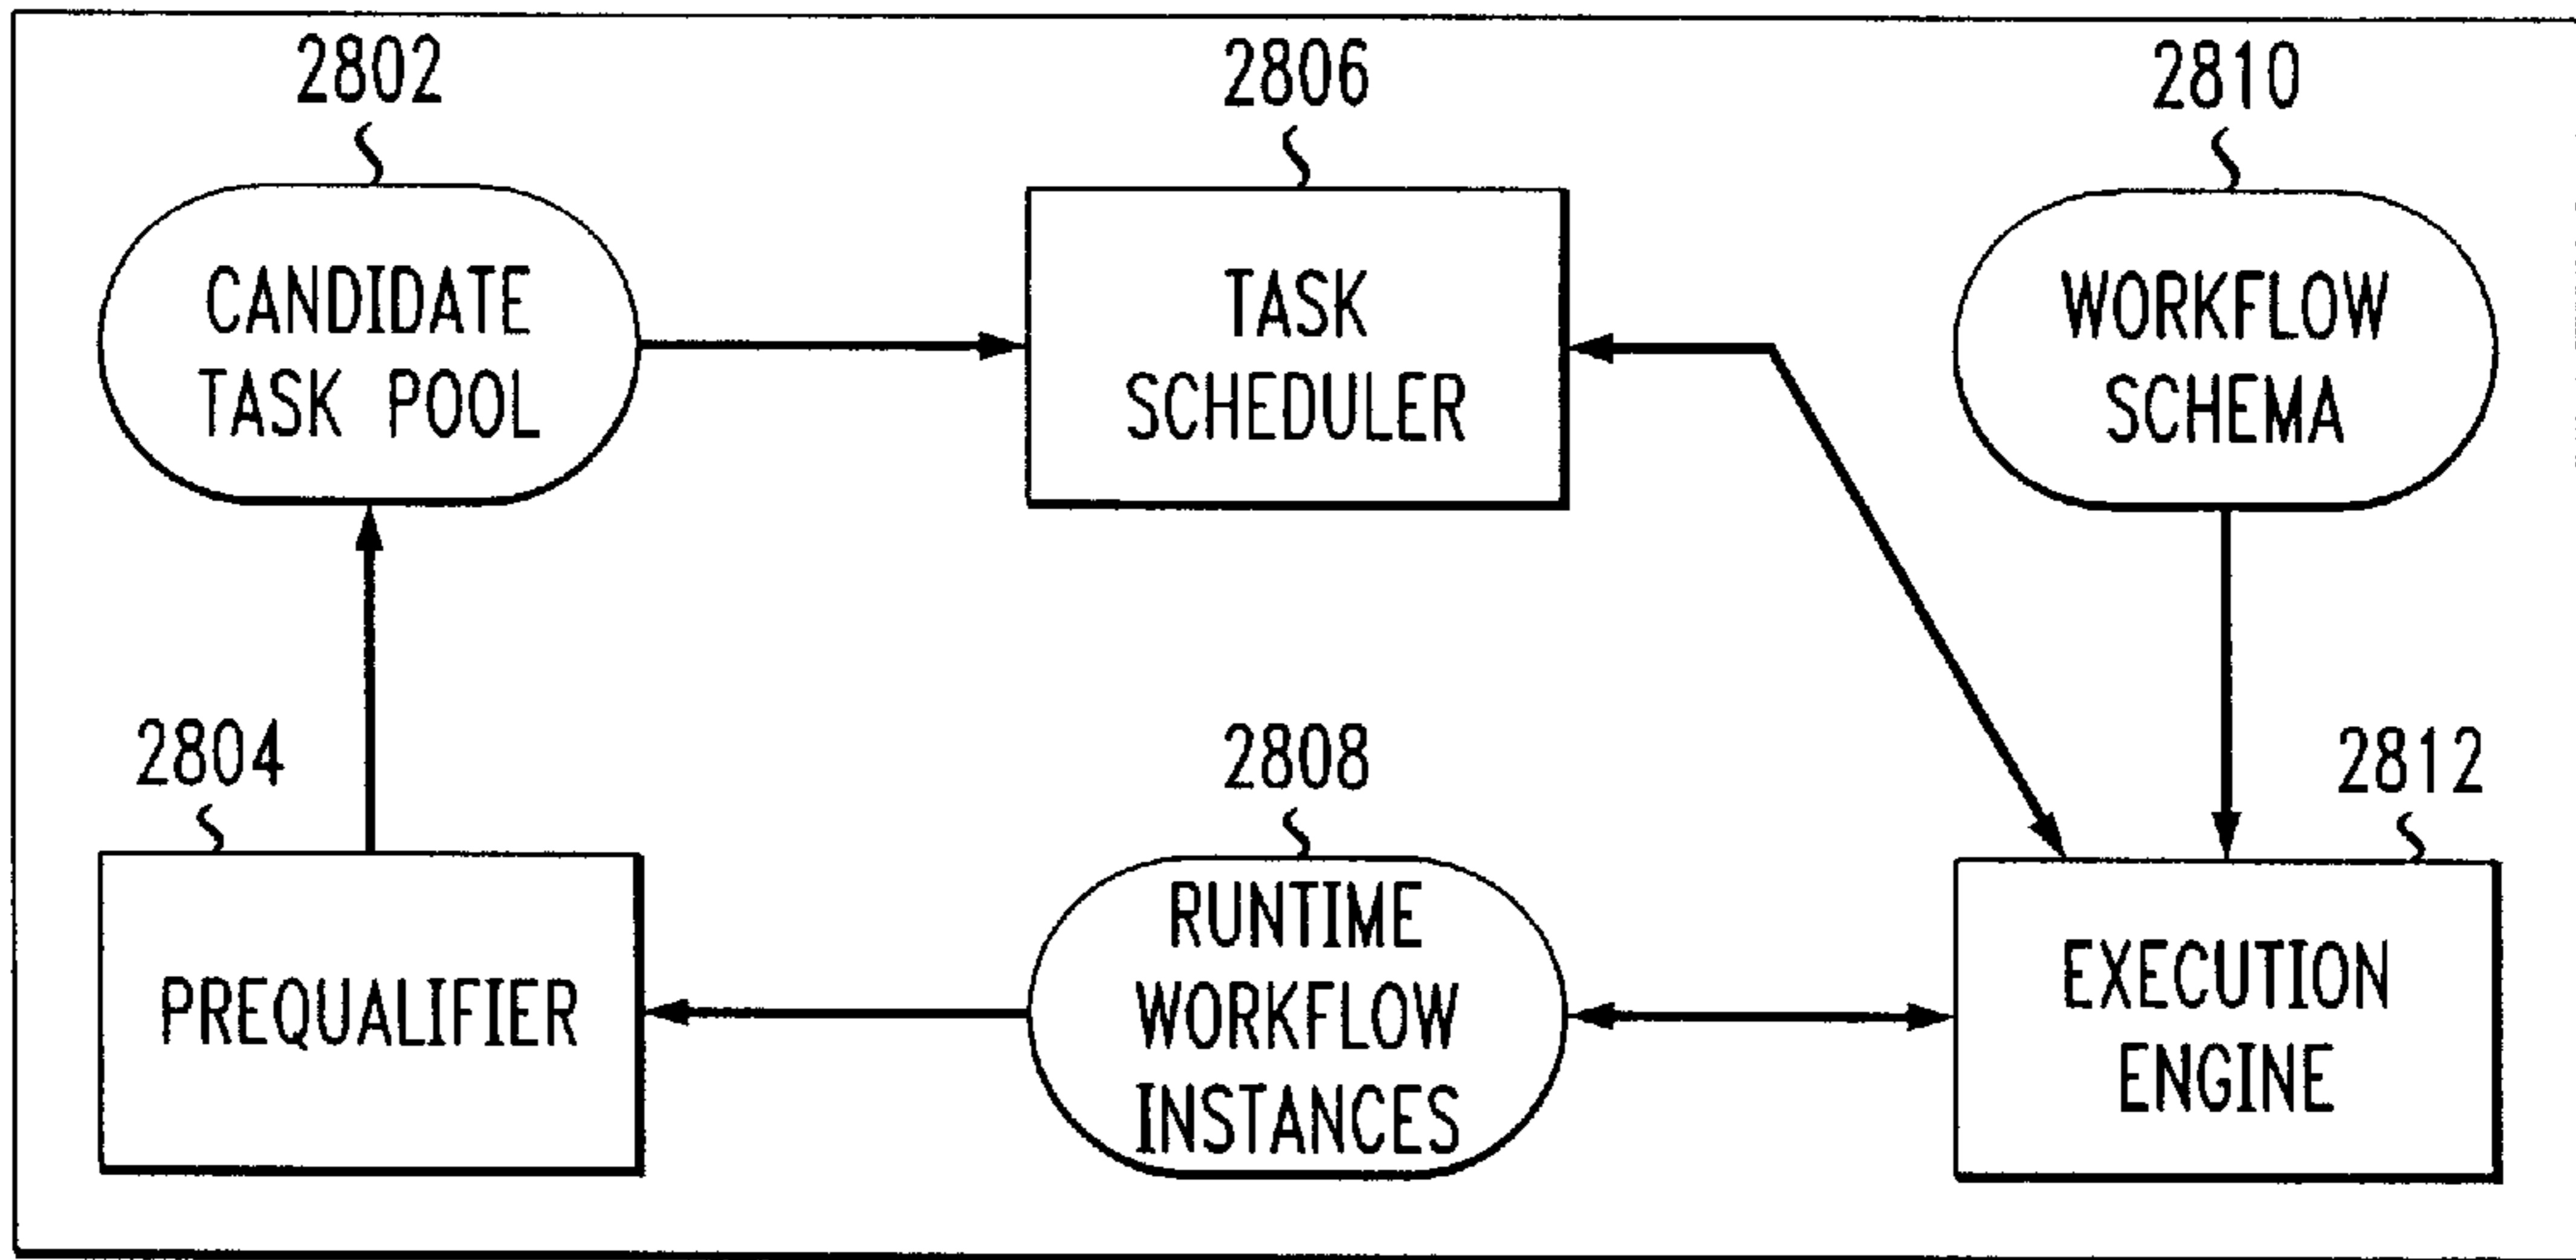 2802
2806
2810
CANDIDATE
TASK POOL
TASK
SCHEDULER
WORKFLOW
SCHEMA
2804
2808
2812
PREQUALIFIER
RUNTIME
WORKFLOW
INSTANCES
EXECUTION
ENGINE